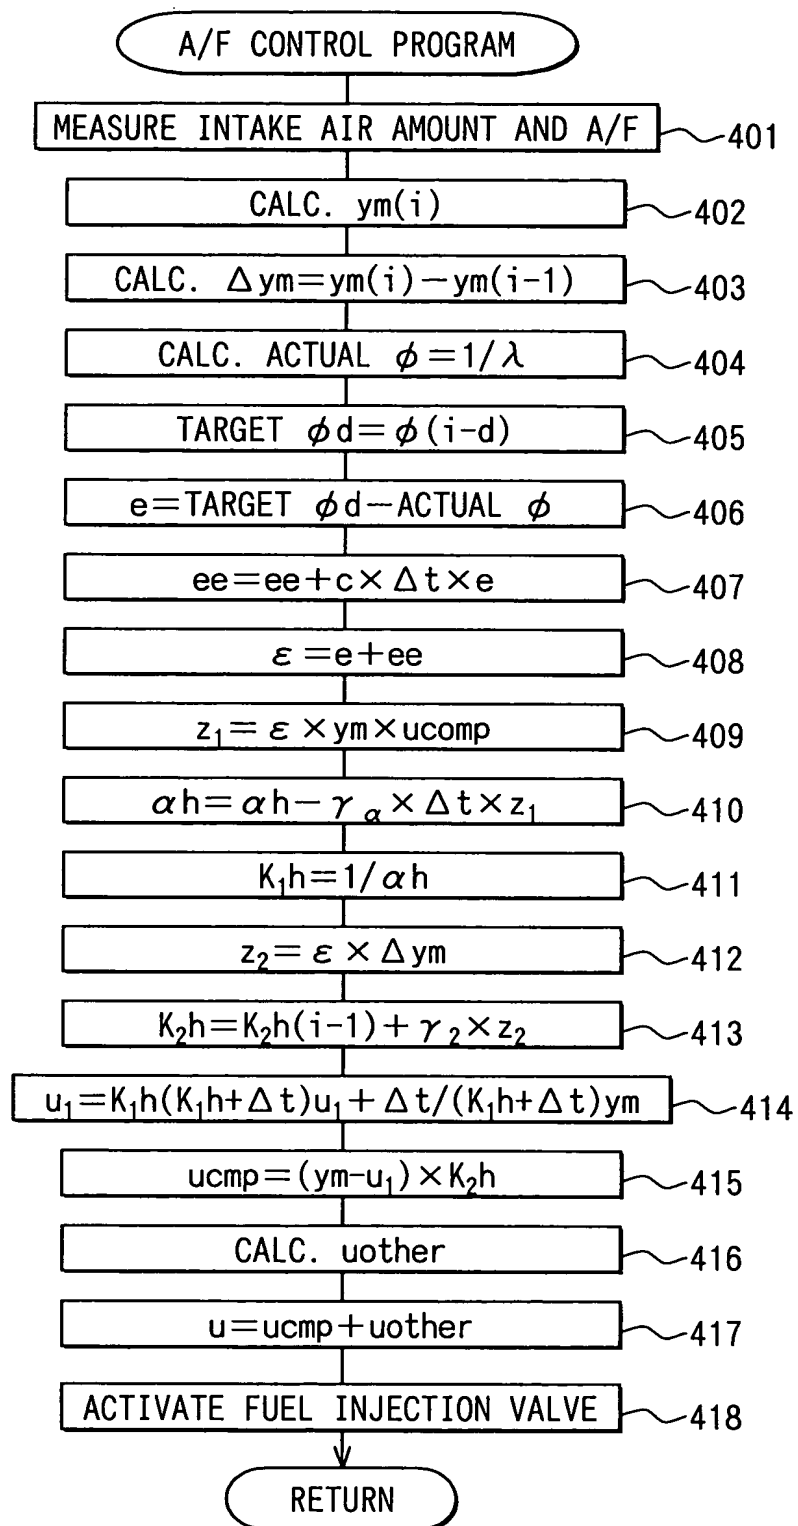 A/F CONTROL PROGRAM
MEASURE INTAKE AIR AMOUNT AND A/F 401
CALC. ym(i) 402
CALC. Δym=ym(i)−ym(i-1) 403
CALC. ACTUAL φ=1/λ 404
TARGET φd=φ(i-d) 405
e=TARGET φd−ACTUAL φ 406
ee=ee+c×Δt×e 407
ε=e+ee 408
z₁=ε×ym×ucomp 409
αh=αh−γ_α×Δt×z₁ 410
K₁h=1/αh 411
z₂=ε×Δym 412
K₂h=K₂h(i-1)+γ₂×z₂ 413
u₁=K₁h(K₁h+Δt)u₁+Δt/(K₁h+Δt)ym 414
ucmp=(ym-u₁)×K₂h 415
CALC. uother 416
u=ucmp+uother 417
ACTIVATE FUEL INJECTION VALVE 418
RETURN